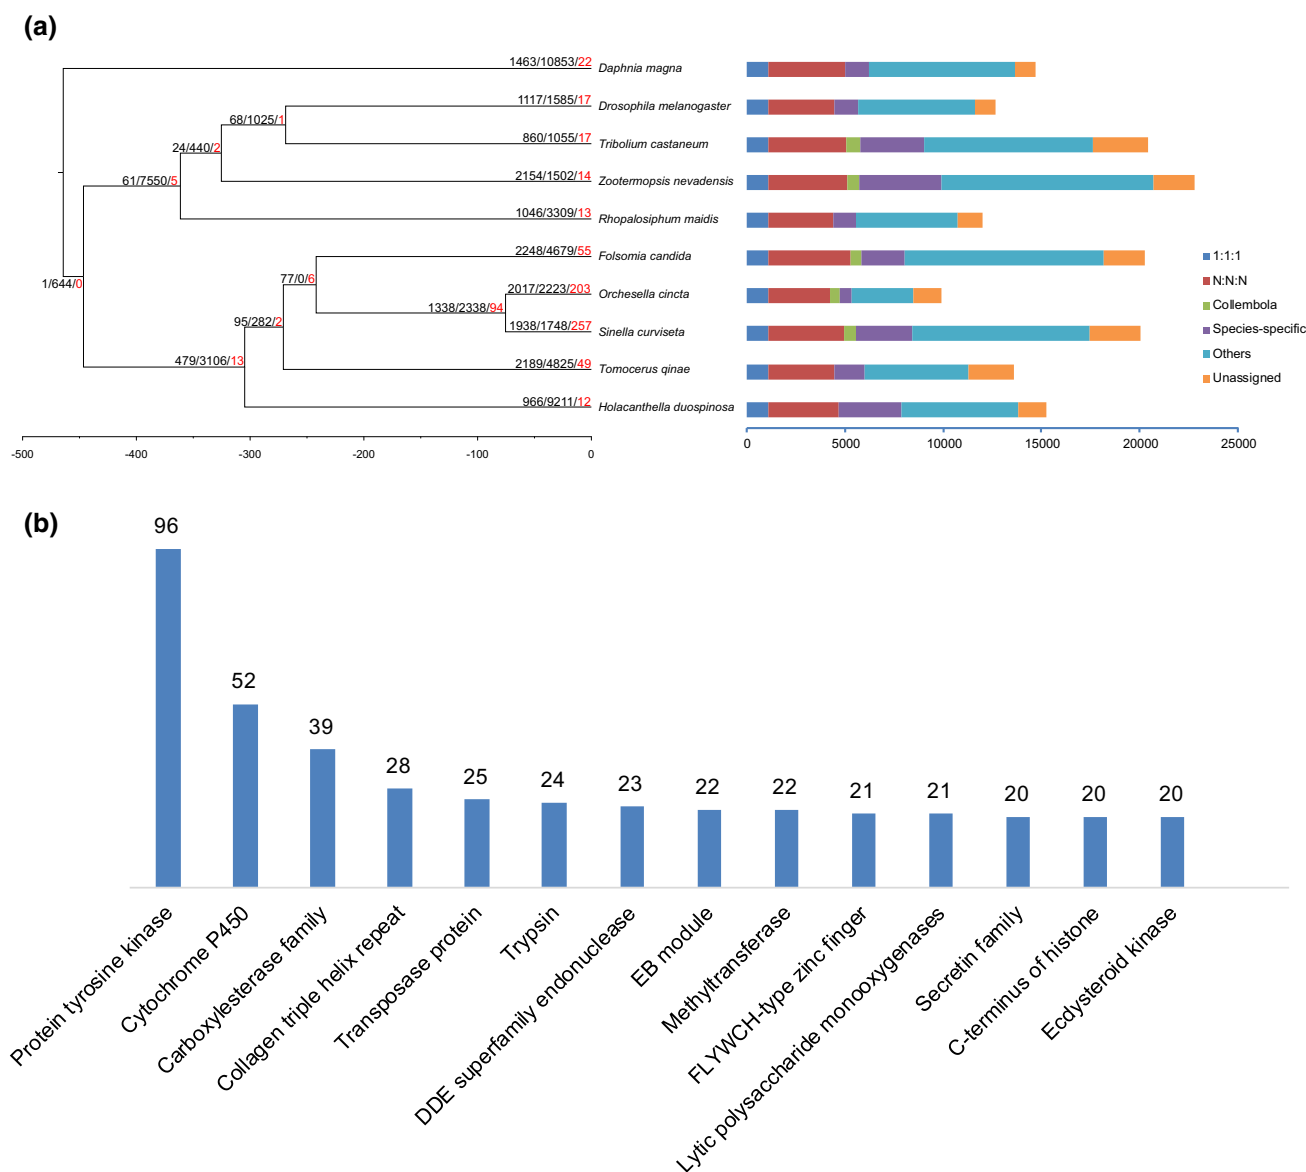 (a)
1463/10853/22 Daphnia magna
1117/1585/17 Drosophila melanogaster
68/1025/1
860/1055/17 Tribolium castaneum
24/440/2
2154/1502/14 Zootermopsis nevadensis
61/7550/5
1046/3309/13 Rhopalosiphum maidis
2248/4679/55 Folsomia candida
1/644/0
77/0/6
2017/2223/203 Orchesella cincta
1338/2338/94
1938/1748/257 Sinella curviseta
95/282/2
479/3106/13
2189/4825/49 Tomocerus qinae
966/9211/12 Holacanthella duospinosa
-500 -400 -300 -200 -100 0
1:1:1
N:N:N
Collembola
Species-specific
Others
Unassigned
0 5000 10000 15000 20000 25000
(b)
96
52
39
28
25
24
23
22
22
21
21
20
20
20
Protein tyrosine kinase
Cytochrome P450
Carboxylesterase family
Collagen triple helix repeat
Transposase protein
Trypsin
DDE superfamily endonuclease
EB module
Methyltransferase
FLYWCH-type zinc finger
Lytic polysaccharide monooxygenases
Secretin family
C-terminus of histone
Ecdysteroid kinase